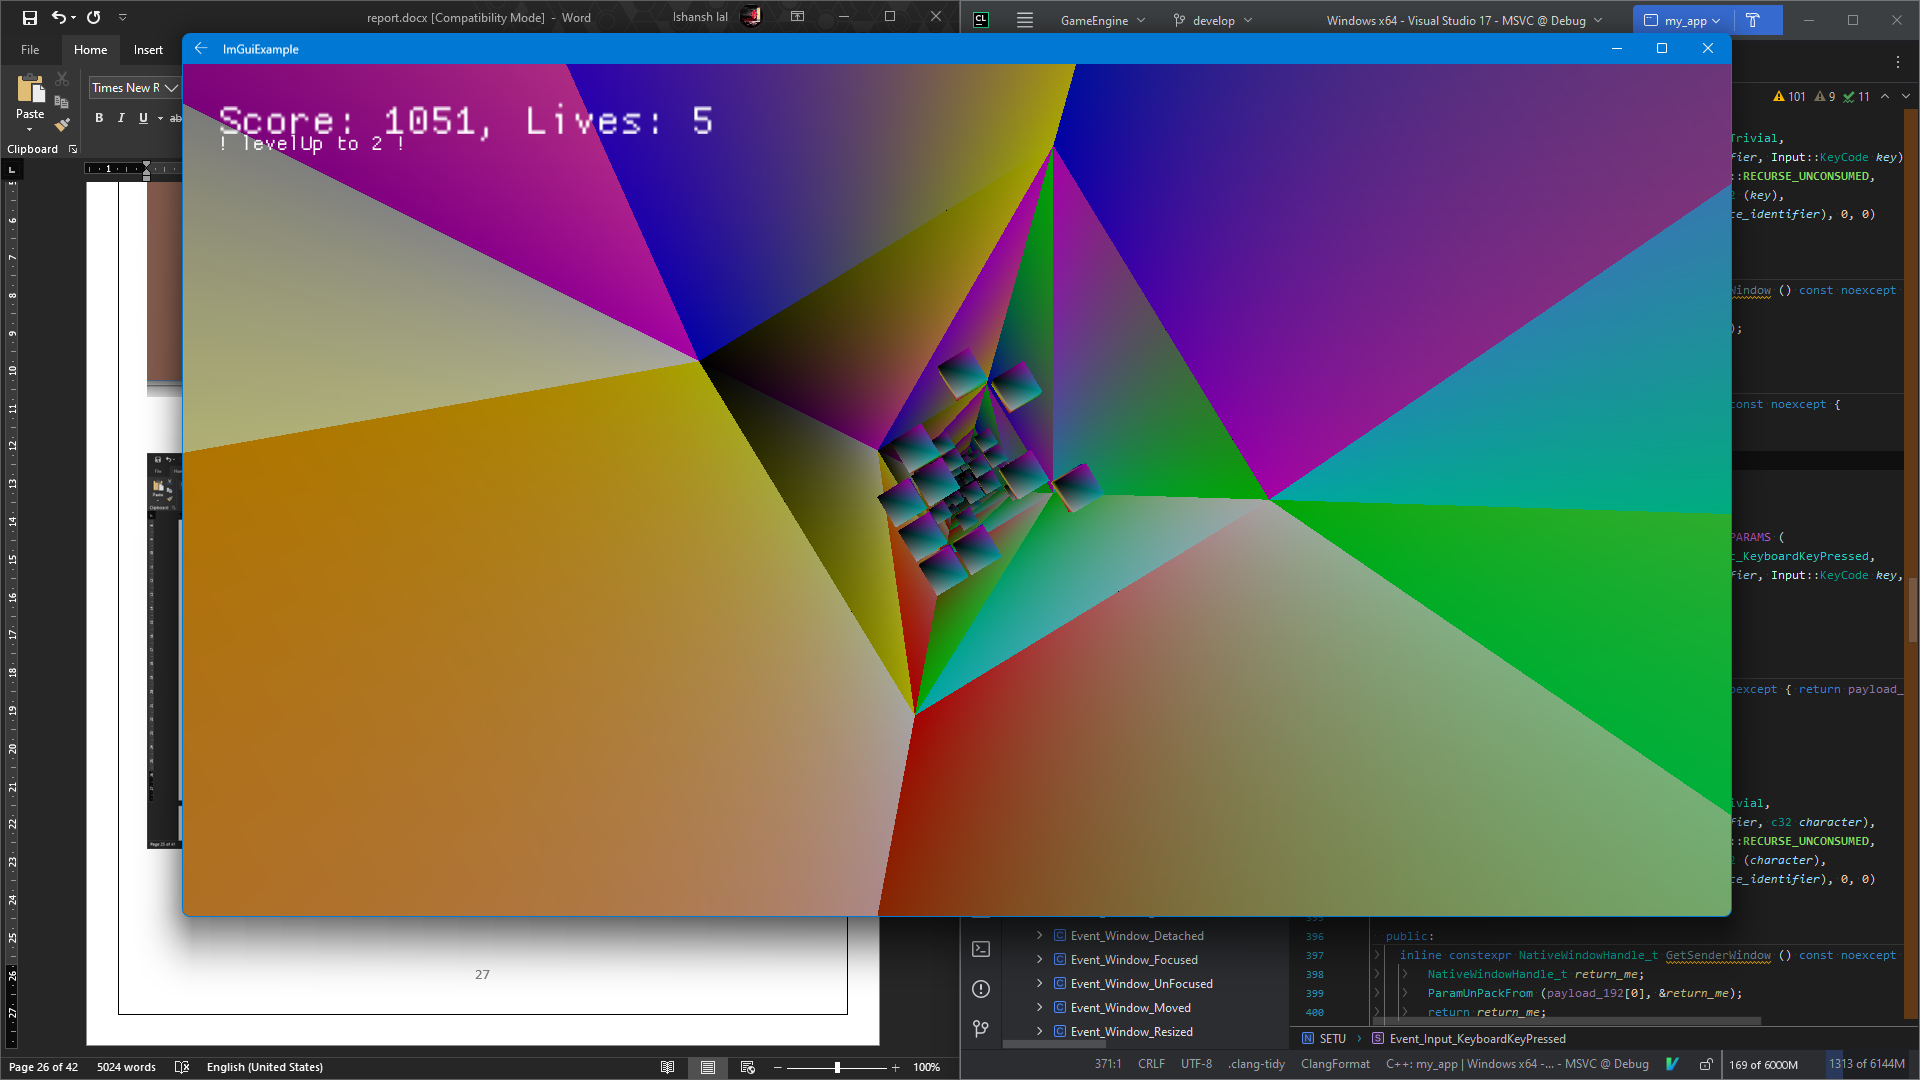 report.docx [Compatibility Mode] - Word
Ishansh lal
File
Home
Insert
Paste
Times New R
B I U ab
Clipboard
GameEngine
develop
Windows x64 - Visual Studio 17 - MSVC @ Debug
my_app
ImGuiExample
Score: 1051, Lives: 5
! levelUp to 2 !
101 9 11
fier, Input::KeyCode key)
::RECURSE_UNCONSUMED,
(key),
ce_identifier), 0, 0)
Window () const noexcept
);
const noexcept {
PARAMS (
t_KeyboardKeyPressed,
fier, Input::KeyCode key,
oexcept { return payload_
fier, c32 character),
::RECURSE_UNCONSUMED,
(character),
ce_identifier), 0, 0)
27
Event_Window_Detached
Event_Window_Focused
Event_Window_UnFocused
Event_Window_Moved
Event_Window_Resized
396 public:
397 inline constexpr NativeWindowHandle_t GetSenderWindow () const noexcept
398 NativeWindowHandle_t return_me;
399 ParamUnPackFrom (payload_192[0], &return_me);
400 return return_me;
SETU
Event_Input_KeyboardKeyPressed
Page 26 of 42
5024 words
English (United States)
100%
371:1
CRLF
UTF-8
.clang-tidy
ClangFormat
C++: my_app | Windows x64 -... - MSVC @ Debug
169 of 6000M
1313 of 6144M